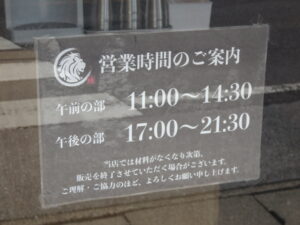 営業時間のご案内
午前の部 11:00〜14:30
午後の部 17:00〜21:30
当店では材料がなくなり次第、
販売を終了させていただく場合がございます。
ご理解・ご協力のほど、よろしくお願い申し上げます。